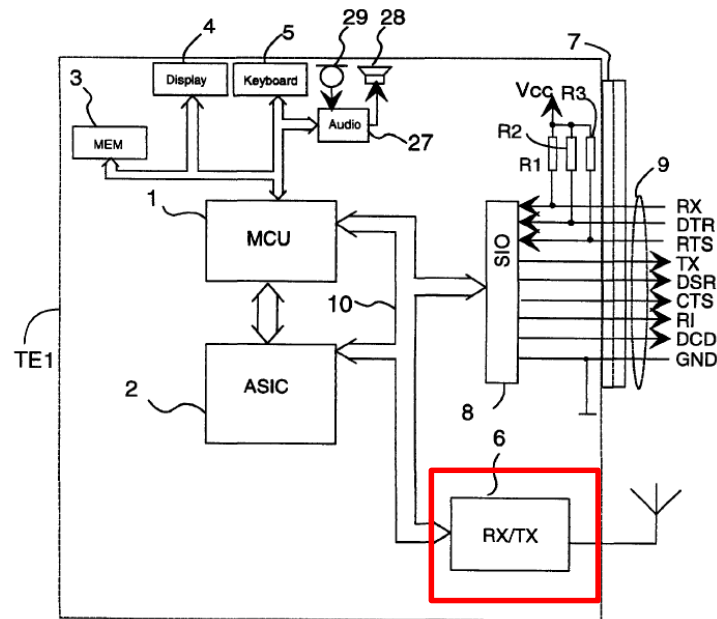 4
5
29
28
7
3
Display
Keyboard
Vcc
R3
MEM
Audio
27
R2
R1
9
1
MCU
SIO
RX
DTR
RTS
TX
DSR
CTS
RI
DCD
GND
10
TE1
2
ASIC
8
6
RX/TX